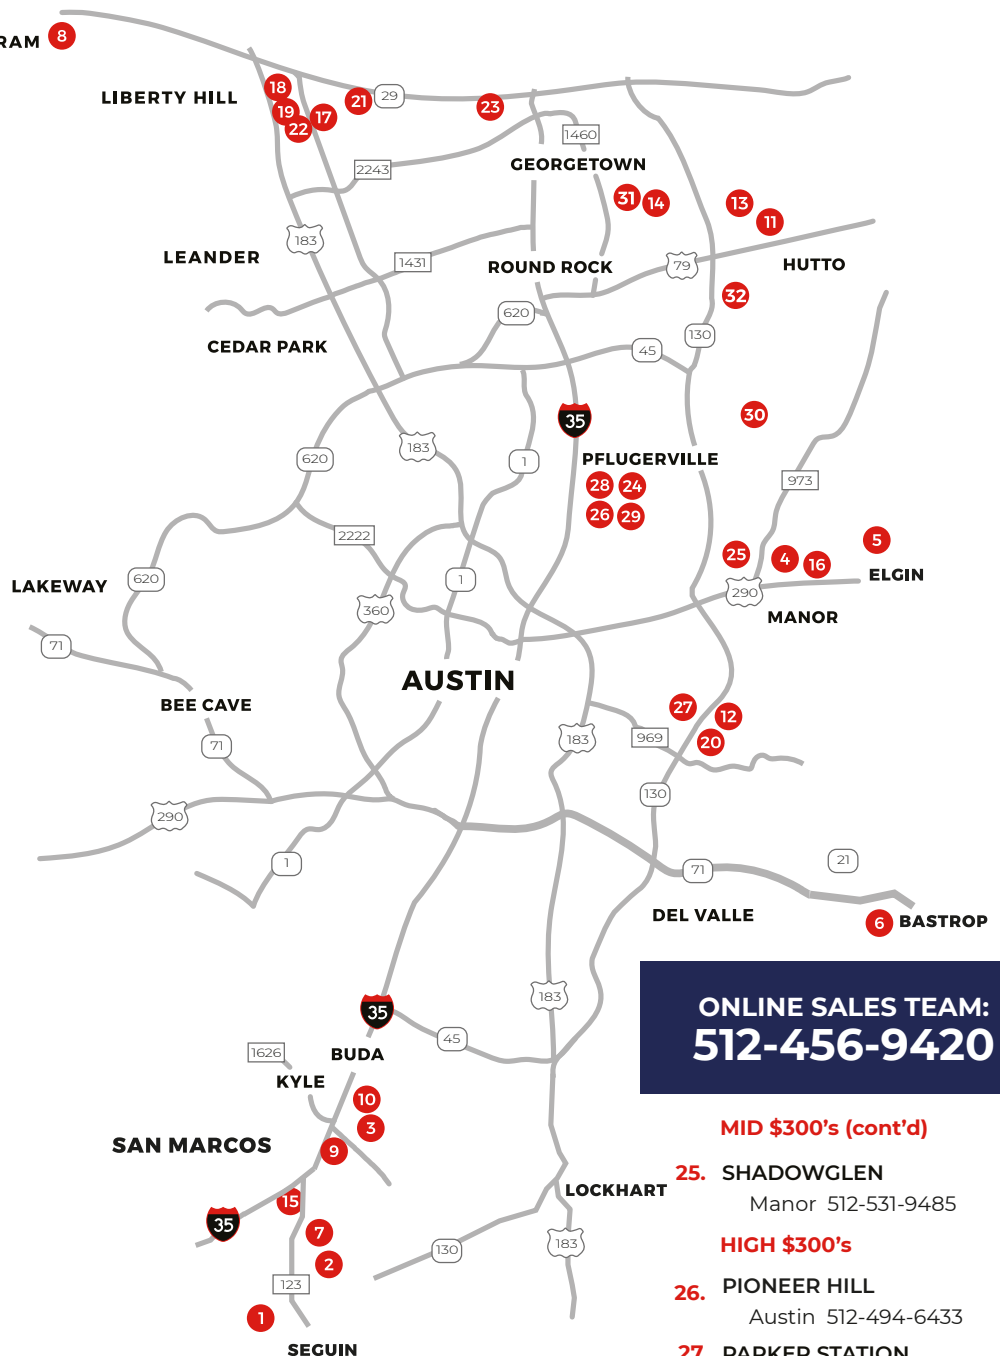 RAM 8
LIBERTY HILL
18
19
22
17
21
29
23
1460
GEORGETOWN
2243
31
14
13
11
183
LEANDER
1431
ROUND ROCK
79
HUTTO
32
620
130
CEDAR PARK
45
30
35
183
620
1
PFLUGERVILLE
28
24
26
29
973
2222
25
4
16
5
ELGIN
LAKEWAY
620
1
360
290
MANOR
71
AUSTIN
BEE CAVE
27
12
20
71
183
969
130
290
1
71
21
DEL VALLE
6
BASTROP
35
183
45
1626
BUDA
KYLE
10
3
SAN MARCOS
9
15
35
7
2
LOCKHART
130
183
123
1
SEGUIN
ONLINE SALES TEAM:
512-456-9420
MID $300's (cont'd)
25. SHADOWGLEN
Manor 512-531-9485
HIGH $300's
26. PIONEER HILL
Austin 512-494-6433
27. PARKER STATION